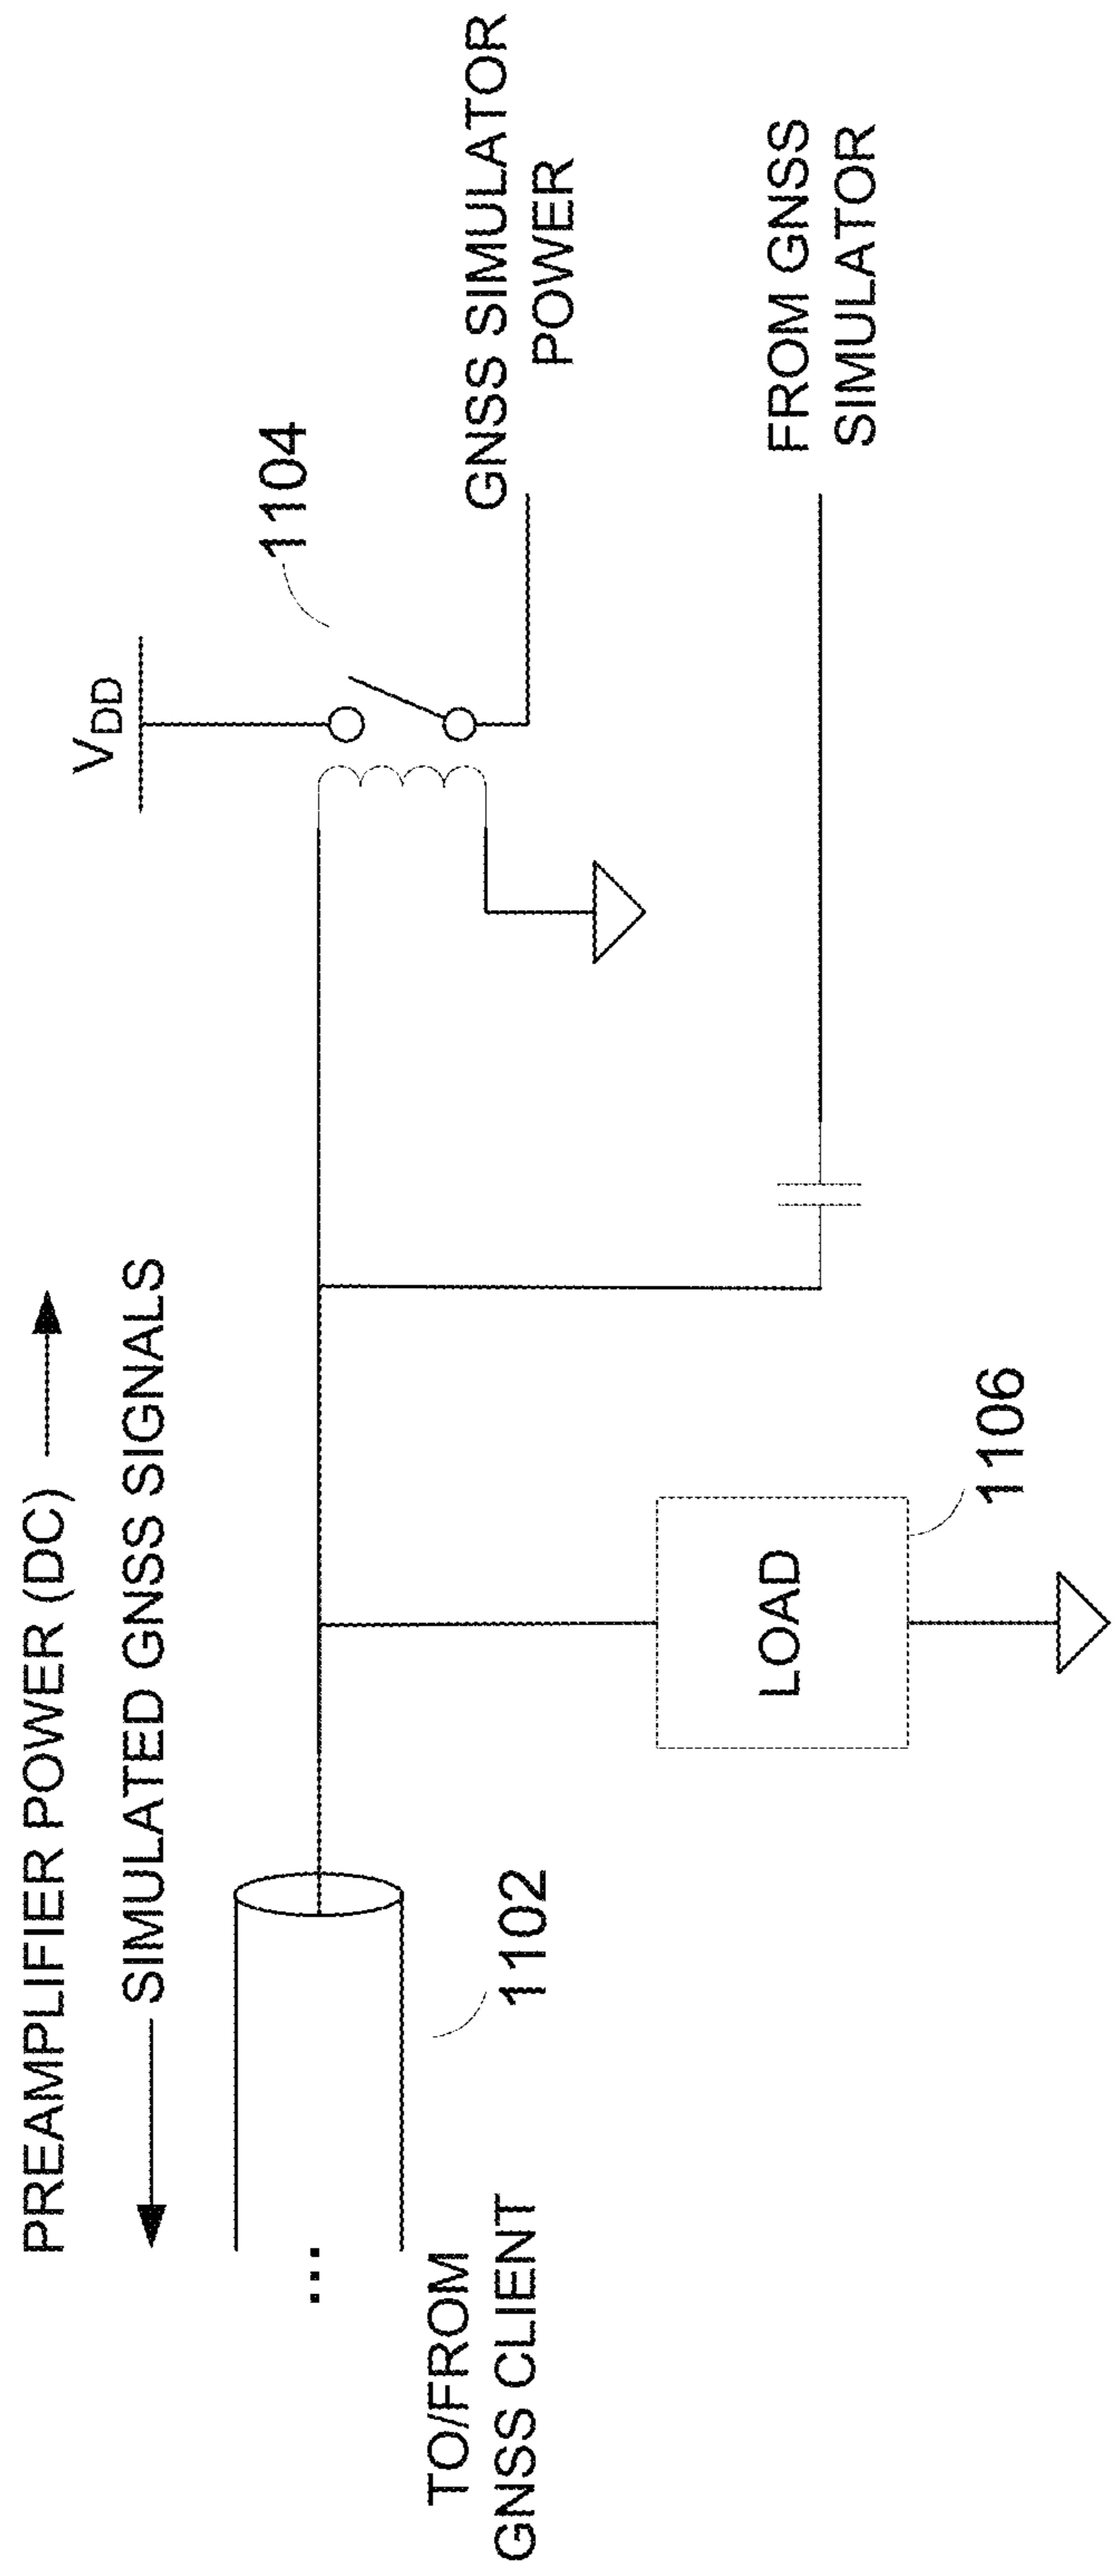 PREAMPLIFIER POWER (DC)
SIMULATED GNSS SIGNALS
V_DD
1104
GNSS SIMULATOR
POWER
FROM GNSS
SIMULATOR
...
TO/FROM
GNSS CLIENT
1102
LOAD
1106